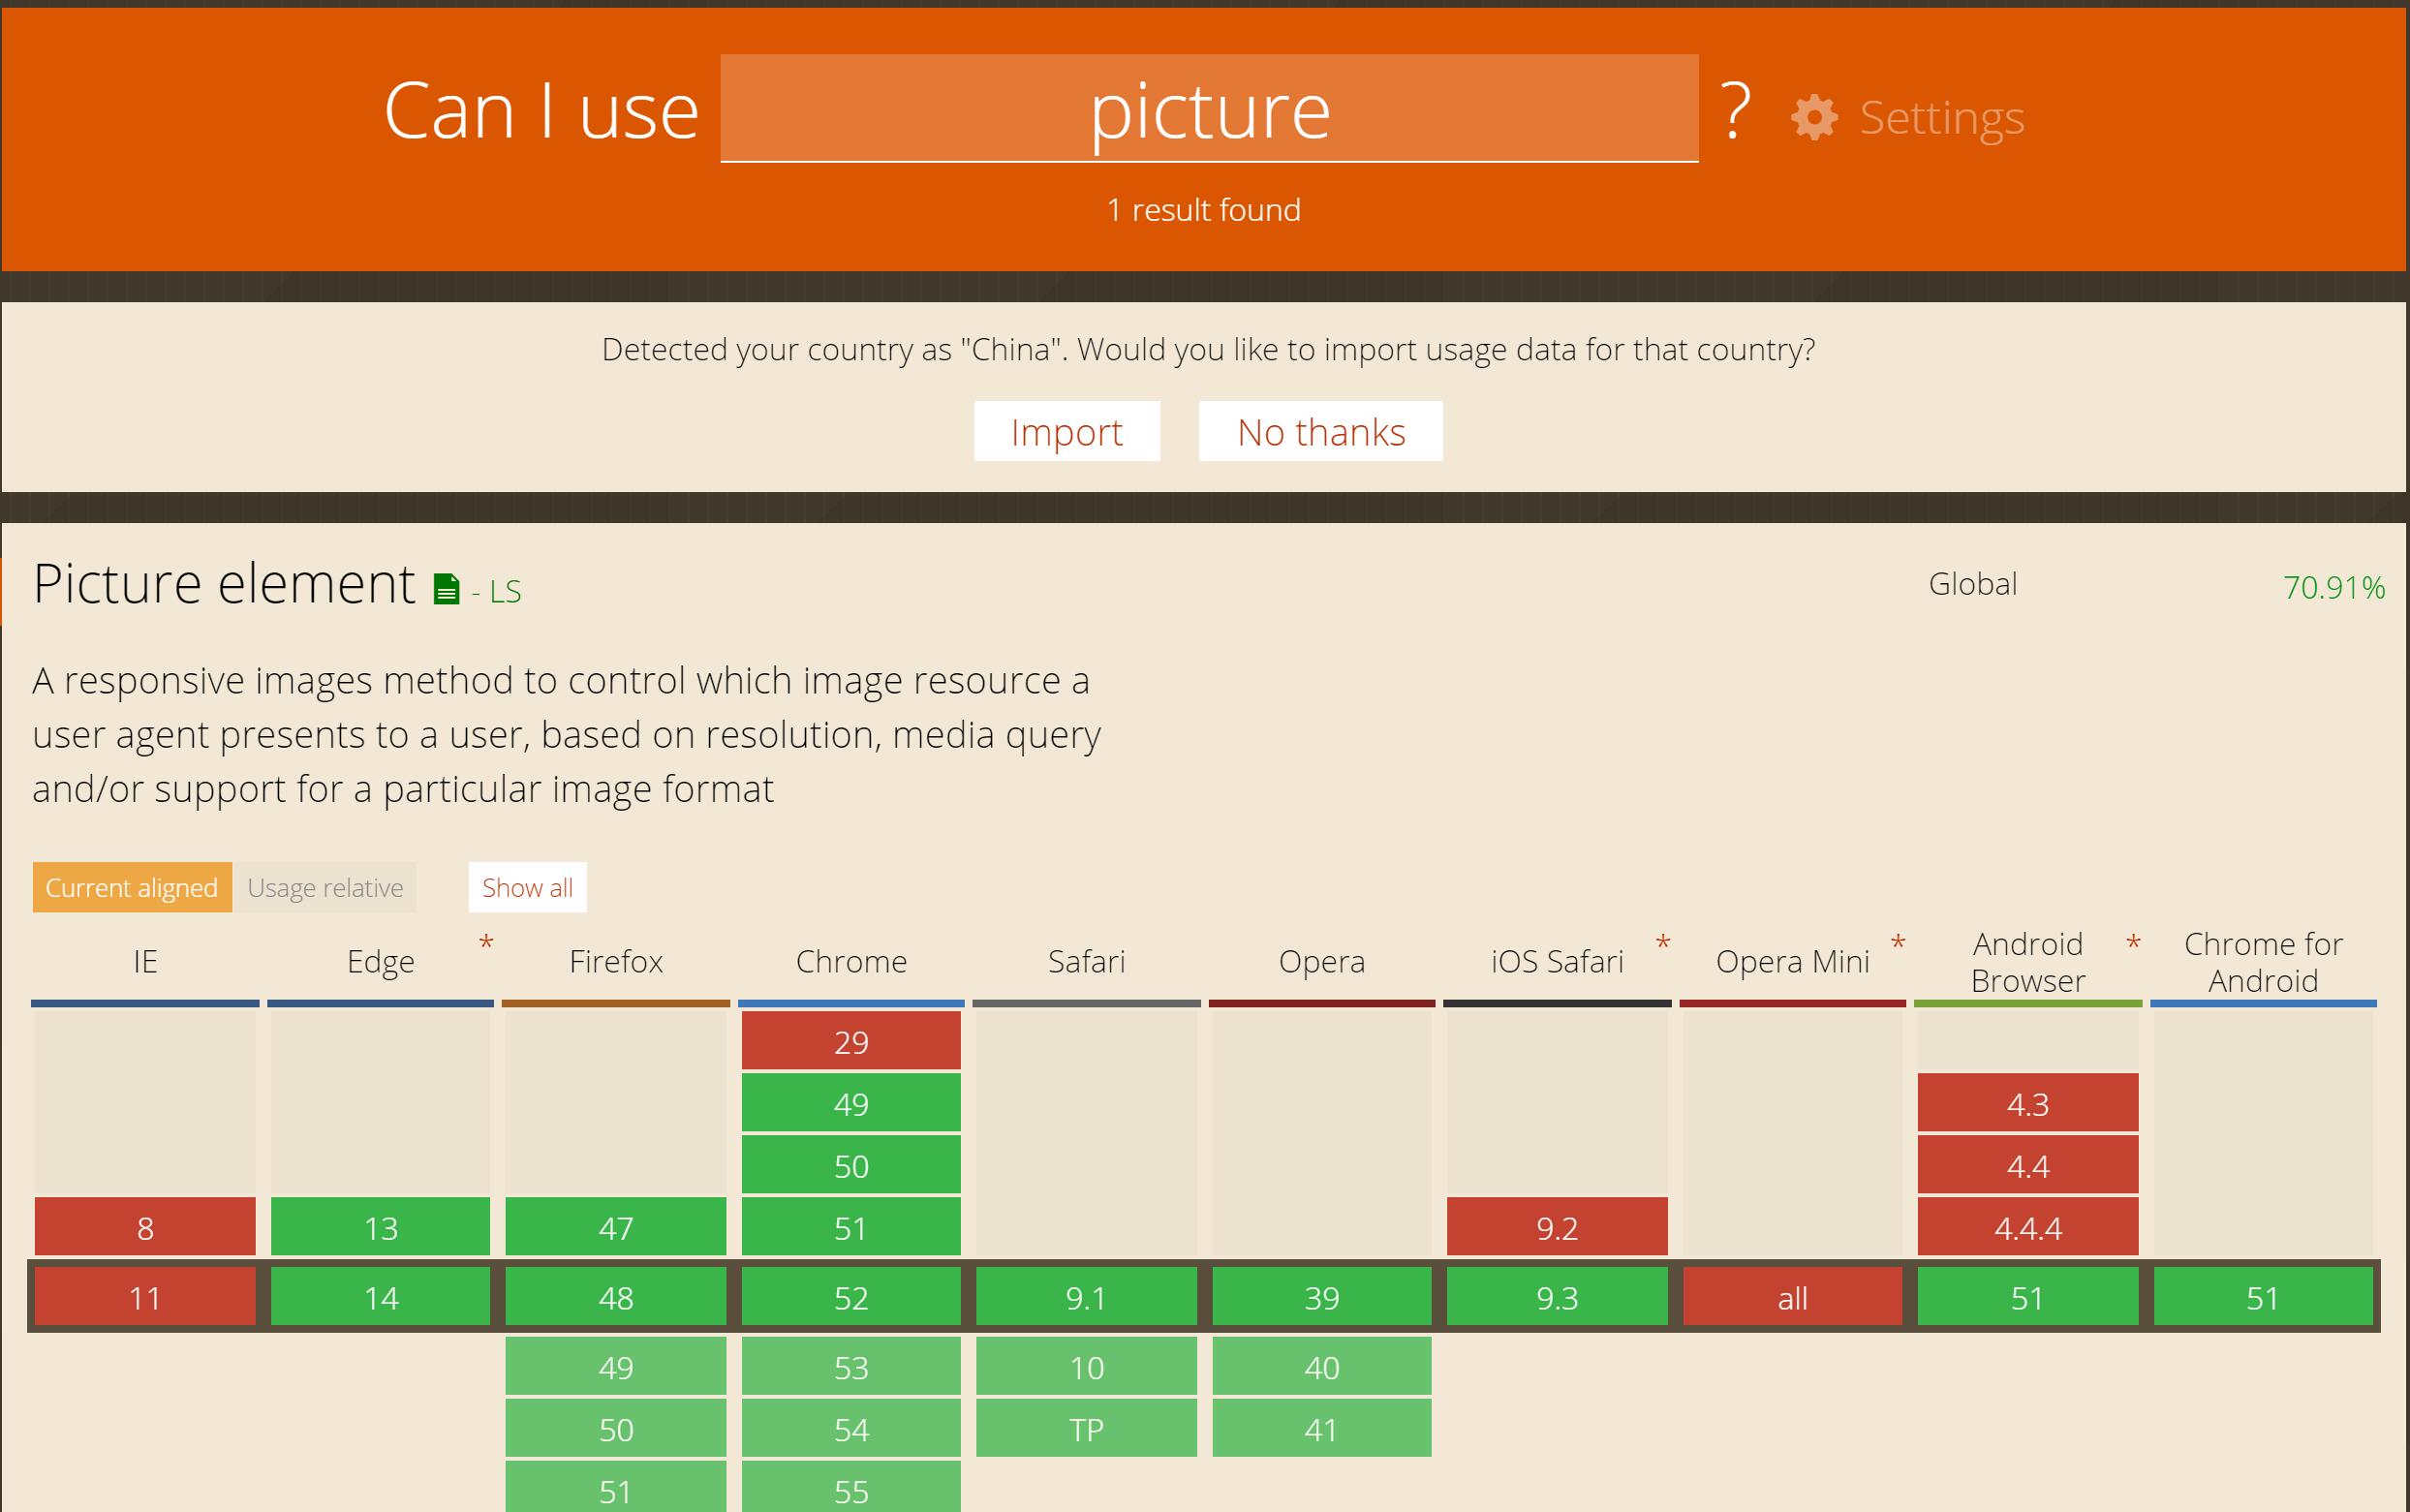 Can I use picture ? Settings
1 result found
Detected your country as "China". Would you like to import usage data for that country?
Import No thanks
Picture element - LS Global 70.91%
A responsive images method to control which image resource a
user agent presents to a user, based on resolution, media query
and/or support for a particular image format
Current aligned Usage relative Show all
IE Edge * Firefox Chrome Safari Opera iOS Safari * Opera Mini * Android Browser * Chrome for Android
29
49 4.3
50 4.4
8 13 47 51 9.2 4.4.4
11 14 48 52 9.1 39 9.3 all 51 51
49 53 10 40
50 54 TP 41
51 55